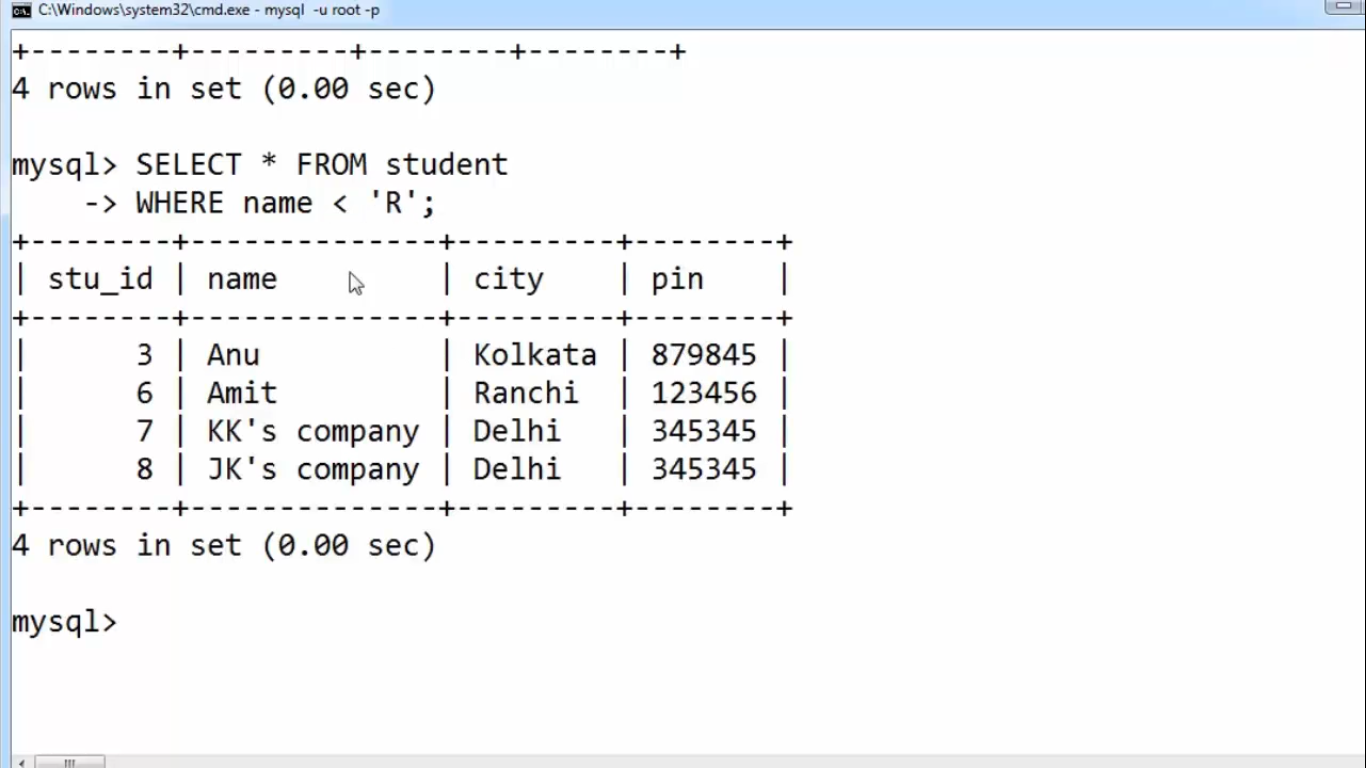 C:\Windows\system32\cmd.exe - mysql  -u root -p
+--------+---------+--------+--------+
4 rows in set (0.00 sec)
mysql> SELECT * FROM student
    -> WHERE name < 'R';
+--------+--------------+---------+--------+
| stu_id | name         | city    | pin    |
+--------+--------------+---------+--------+
|      3 | Anu          | Kolkata | 879845 |
|      6 | Amit         | Ranchi  | 123456 |
|      7 | KK's company | Delhi   | 345345 |
|      8 | JK's company | Delhi   | 345345 |
+--------+--------------+---------+--------+
4 rows in set (0.00 sec)
mysql>